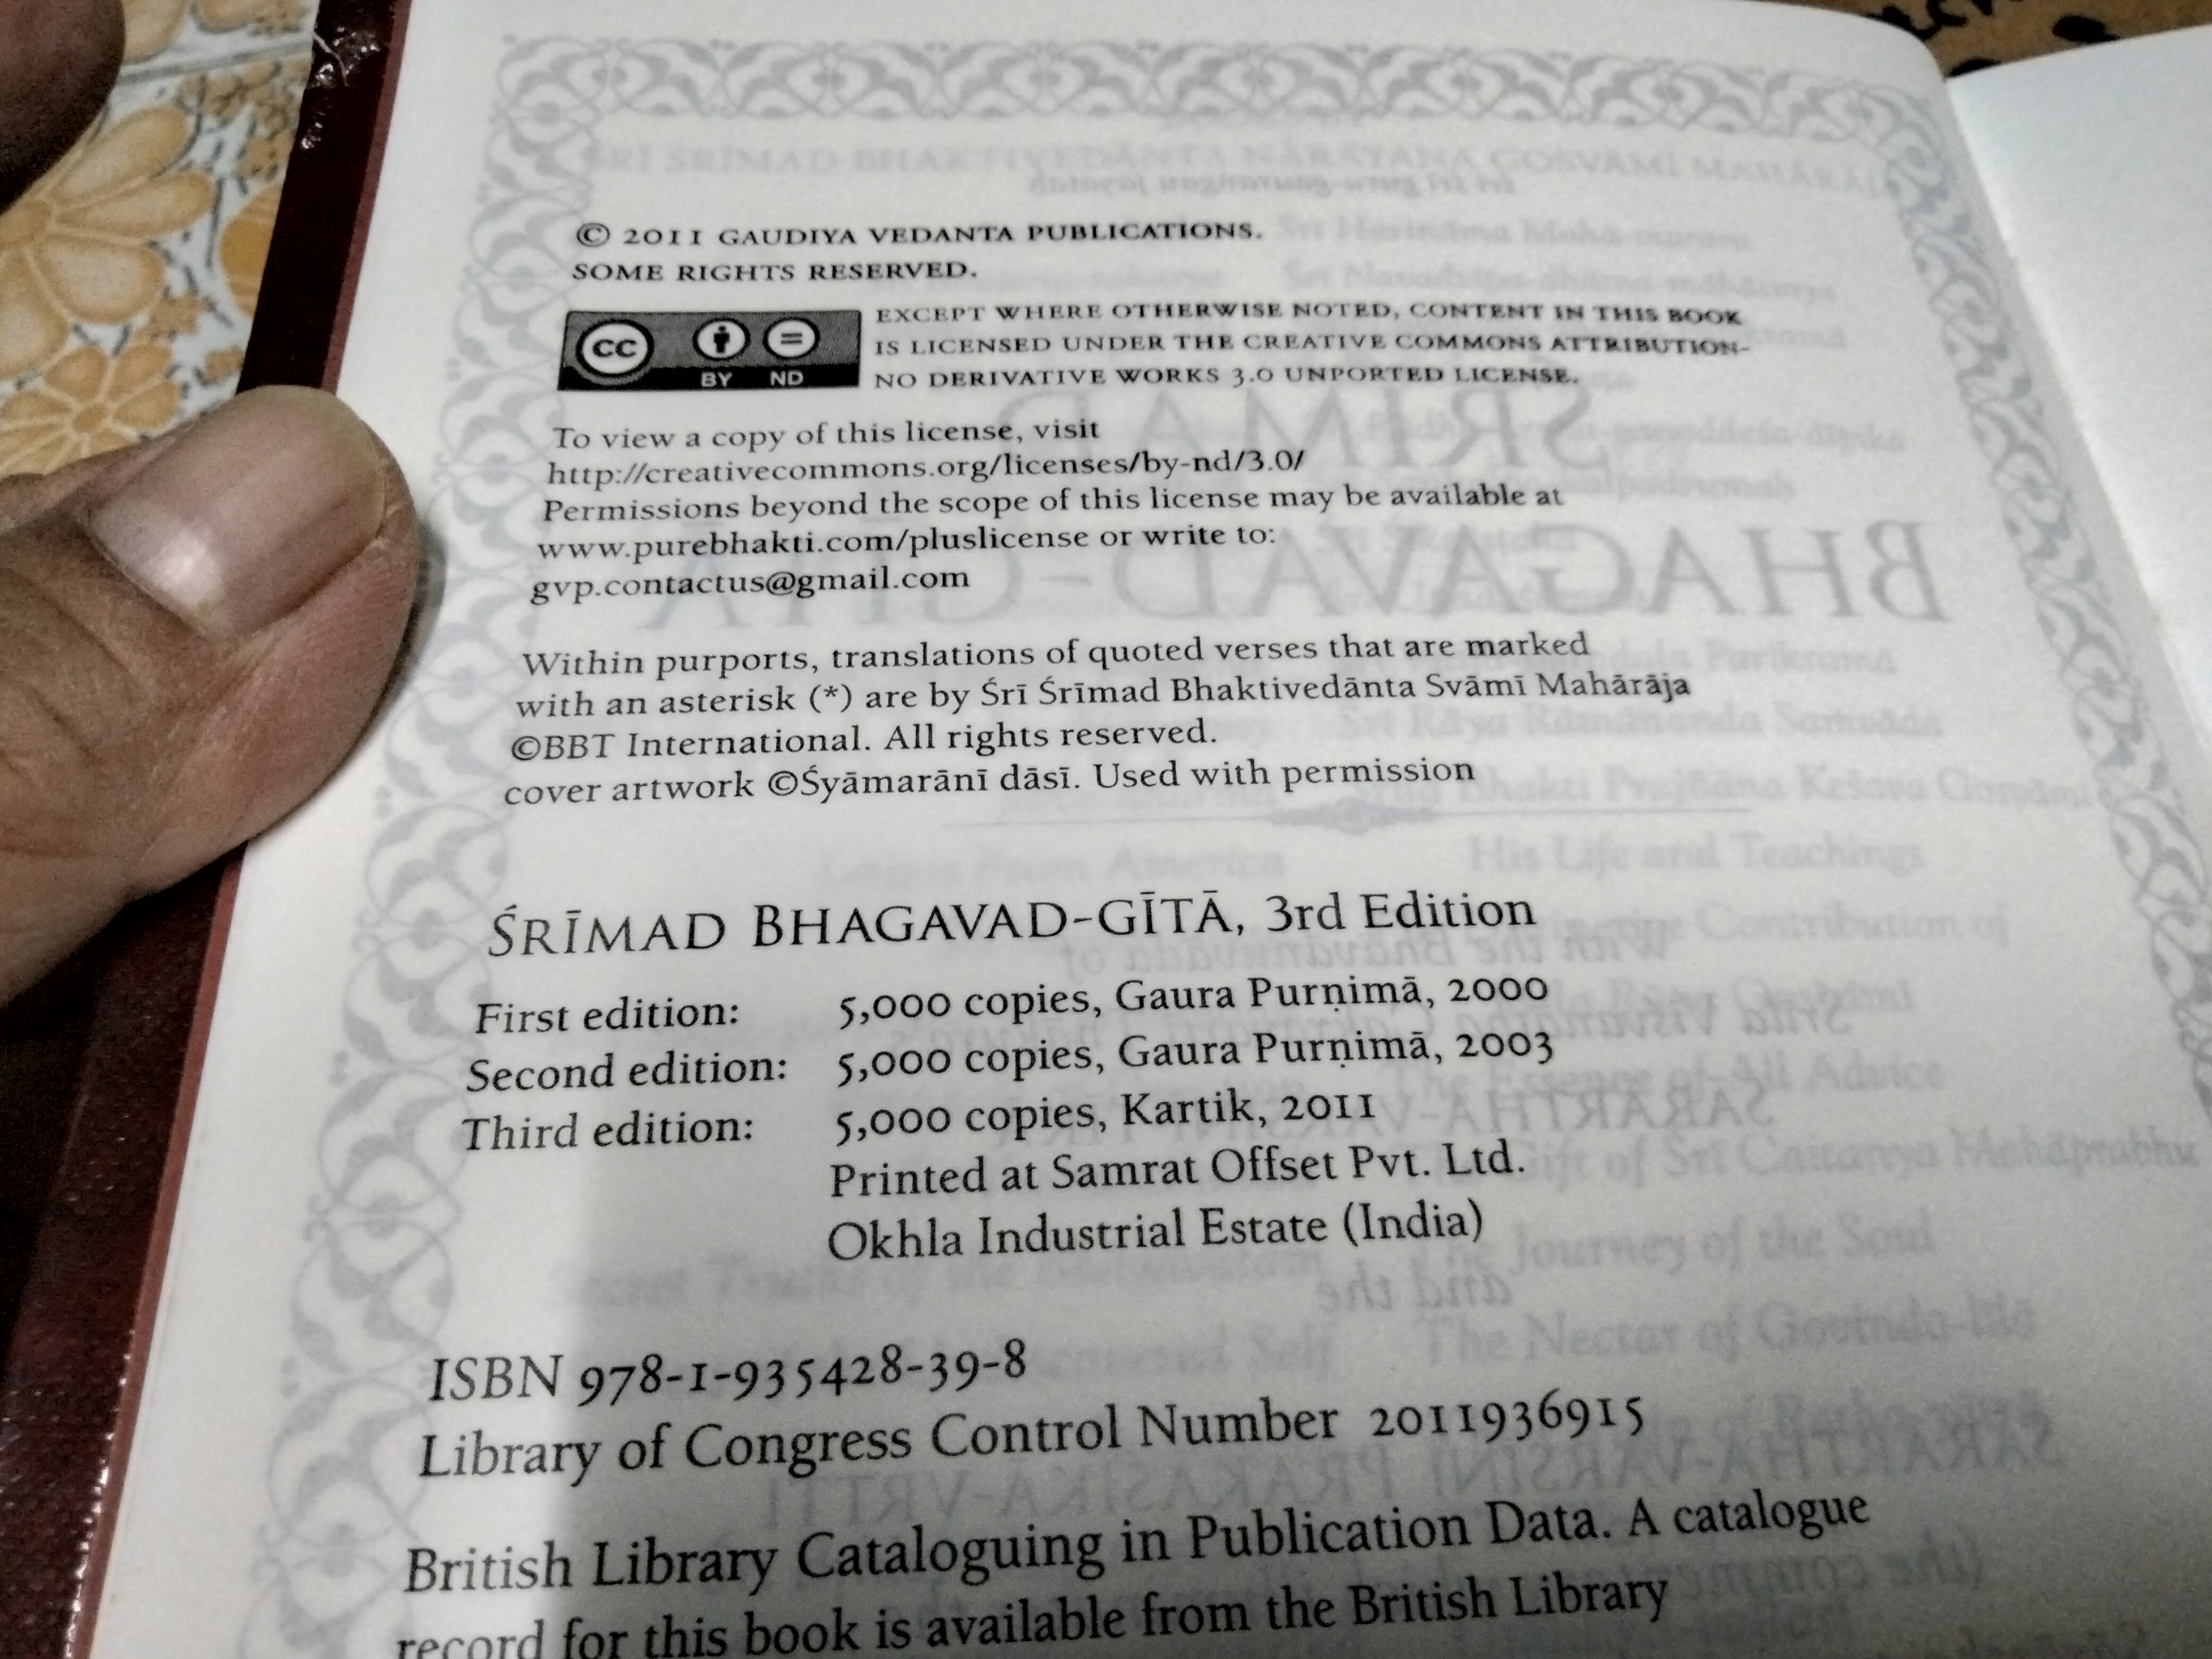 © 2011 GAUDIYA VEDANTA PUBLICATIONS.
SOME RIGHTS RESERVED.
CC BY ND
EXCEPT WHERE OTHERWISE NOTED, CONTENT IN THIS BOOK
IS LICENSED UNDER THE CREATIVE COMMONS ATTRIBUTION-
NO DERIVATIVE WORKS 3.0 UNPORTED LICENSE.
To view a copy of this license, visit
http://creativecommons.org/licenses/by-nd/3.0/
Permissions beyond the scope of this license may be available at
www.purebhakti.com/pluslicense or write to:
gvp.contactus@gmail.com
Within purports, translations of quoted verses that are marked
with an asterisk (*) are by Śrī Śrīmad Bhaktivedānta Svāmī Mahārāja
©BBT International. All rights reserved.
cover artwork ©Śyāmarānī dāsī. Used with permission
ŚRĪMAD BHAGAVAD-GĪTĀ, 3rd Edition
First edition: 5,000 copies, Gaura Purṇimā, 2000
Second edition: 5,000 copies, Gaura Purṇimā, 2003
Third edition: 5,000 copies, Kartik, 2011
Printed at Samrat Offset Pvt. Ltd.
Okhla Industrial Estate (India)
ISBN 978-1-935428-39-8
Library of Congress Control Number 2011936915
British Library Cataloguing in Publication Data. A catalogue
record for this book is available from the British Library